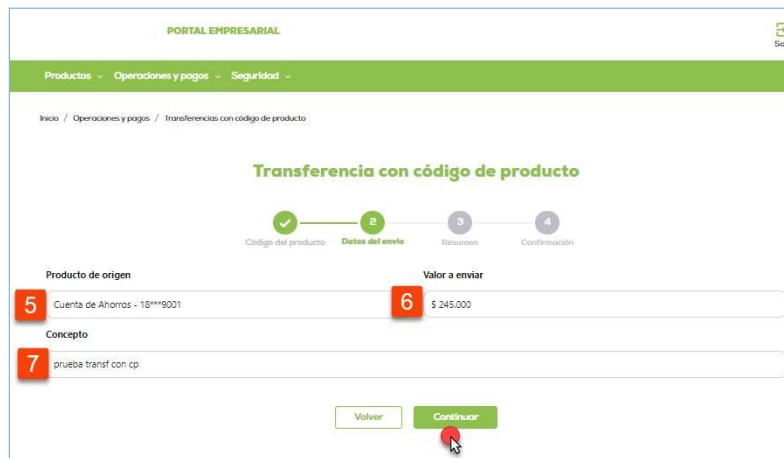 PORTAL EMPRESARIAL
Productos Operaciones y pagos Seguridad
Inicio / Operaciones y pagos / Transferencias con código de producto
Transferencia con código de producto
2 3 4
Código del producto Datos del envío Resumen Confirmación
Producto de origen Valor a enviar
5 Cuenta de Ahorros - 18***9001 6 $ 245.000
Concepto
7 prueba transf con cp
Volver Continuar